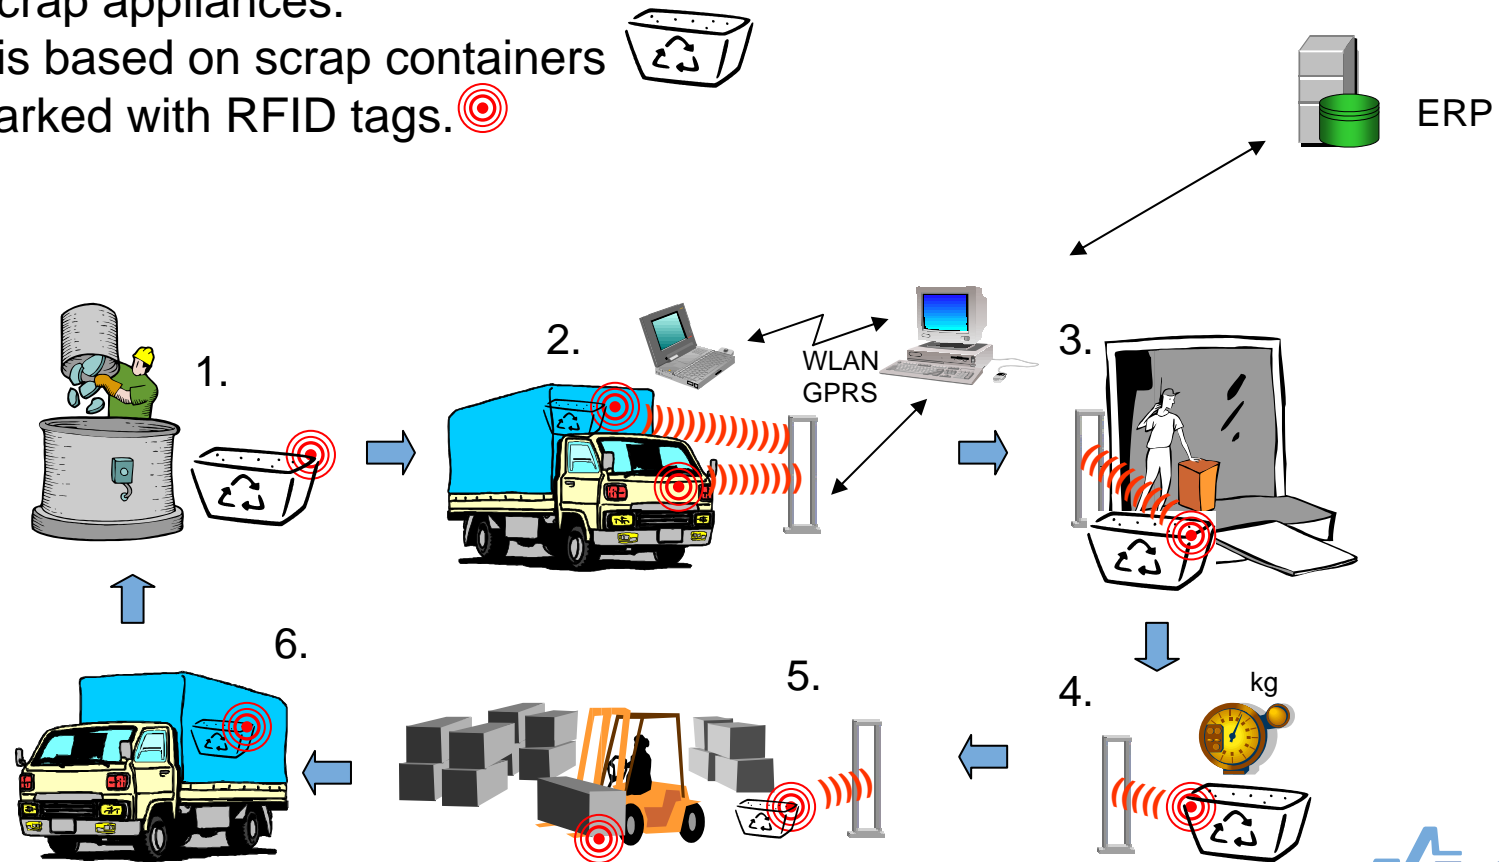 crap appliances.
is based on scrap containers
arked with RFID tags.
ERP
1.
2.
WLAN
GPRS
3.
4.
kg
5.
6.